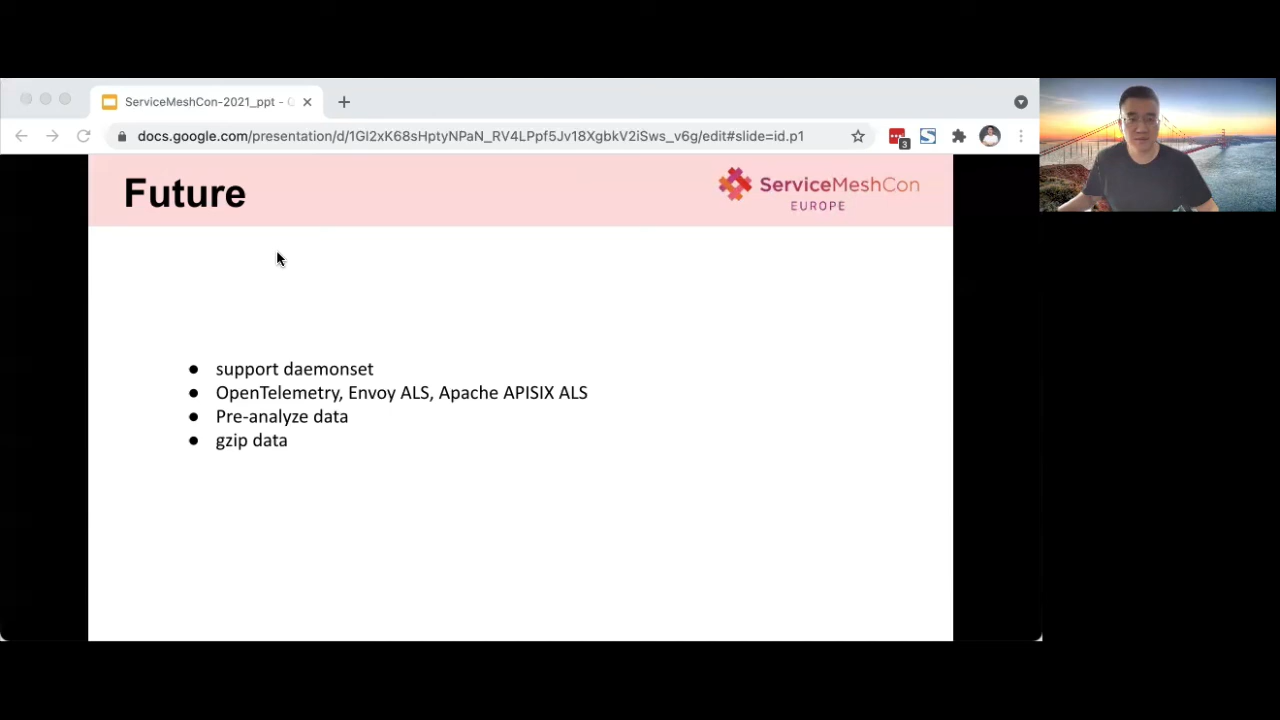 ServiceMeshCon-2021_ppt - G
docs.google.com/presentation/d/1Gl2xK68sHptyNPaN_RV4LPpf5Jv18XgbkV2iSws_v6g/edit#slide=id.p1
3
Future
ServiceMeshCon
EUROPE
● support daemonset
● OpenTelemetry, Envoy ALS, Apache APISIX ALS
● Pre-analyze data
● gzip data